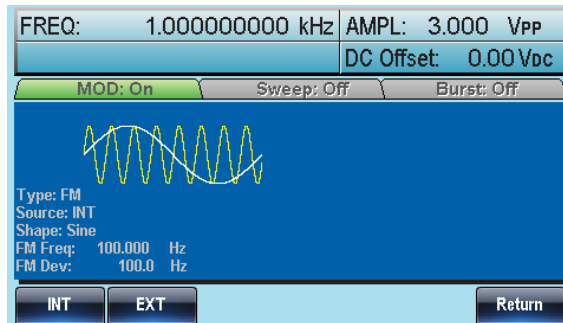 FREQ: 1.000000000 kHz AMPL: 3.000 VPP
DC Offset: 0.00 VDC
MOD: On Sweep: Off Burst: Off
Type: FM
Source: INT
Shape: Sine
FM Freq: 100.000 Hz
FM Dev: 100.0 Hz
INT EXT Return